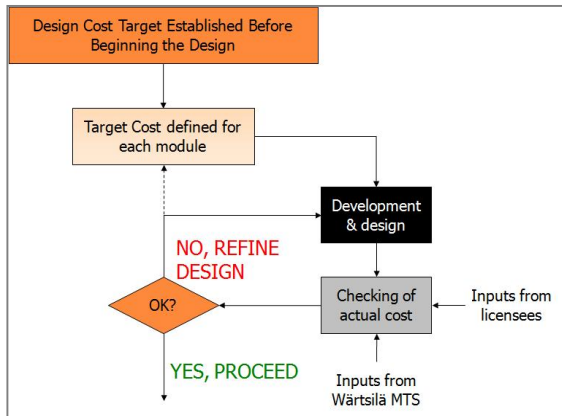 Design Cost Target Established Before
Beginning the Design
Target Cost defined for
each module
Development
& design
NO, REFINE
DESIGN
OK?
Checking of
actual cost
Inputs from
licensees
YES, PROCEED
Inputs from
Wärtsilä MTS